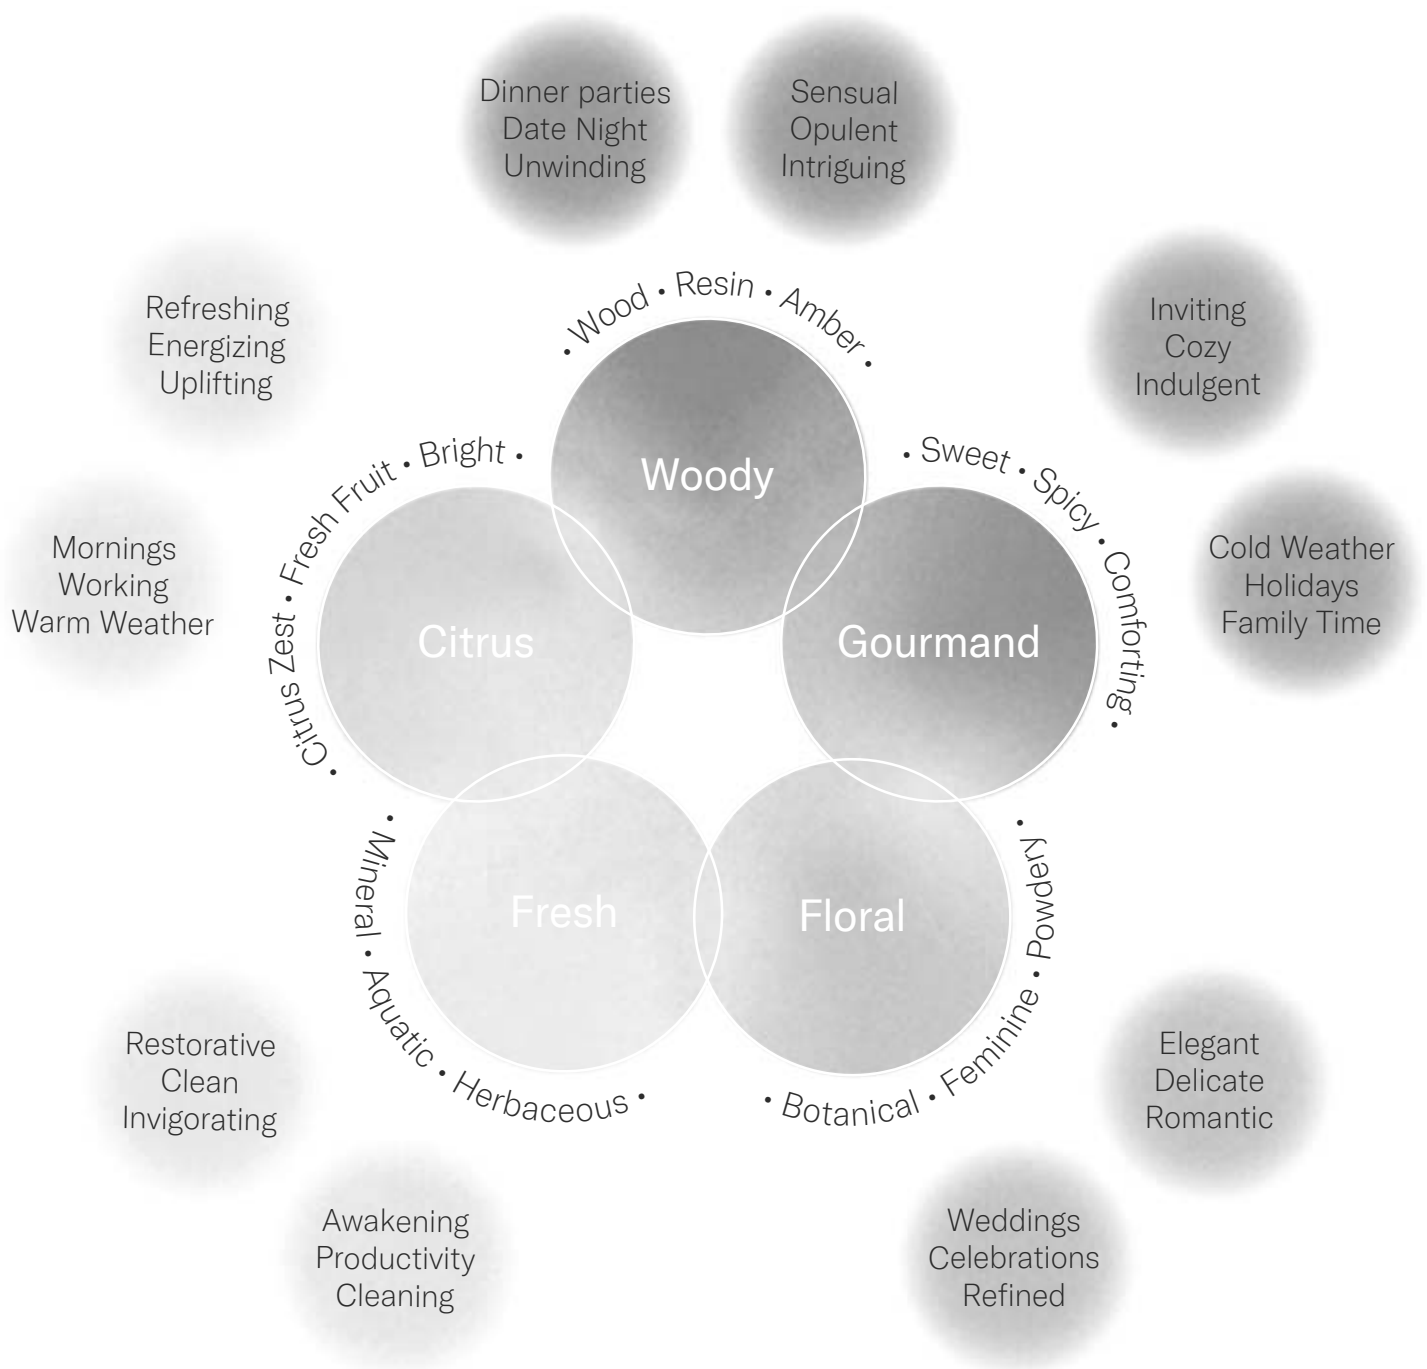 Dinner parties
Date Night
Unwinding
Sensual
Opulent
Intriguing
Refreshing
Energizing
Uplifting
Inviting
Cozy
Indulgent
• Wood • Resin • Amber •
Woody
• Citrus Zest • Fresh Fruit • Bright •
Citrus
• Sweet • Spicy • Comforting •
Gourmand
Mornings
Working
Warm Weather
Cold Weather
Holidays
Family Time
• Mineral • Aquatic • Herbaceous •
Fresh
• Botanical • Feminine • Powdery •
Floral
Restorative
Clean
Invigorating
Elegant
Delicate
Romantic
Awakening
Productivity
Cleaning
Weddings
Celebrations
Refined